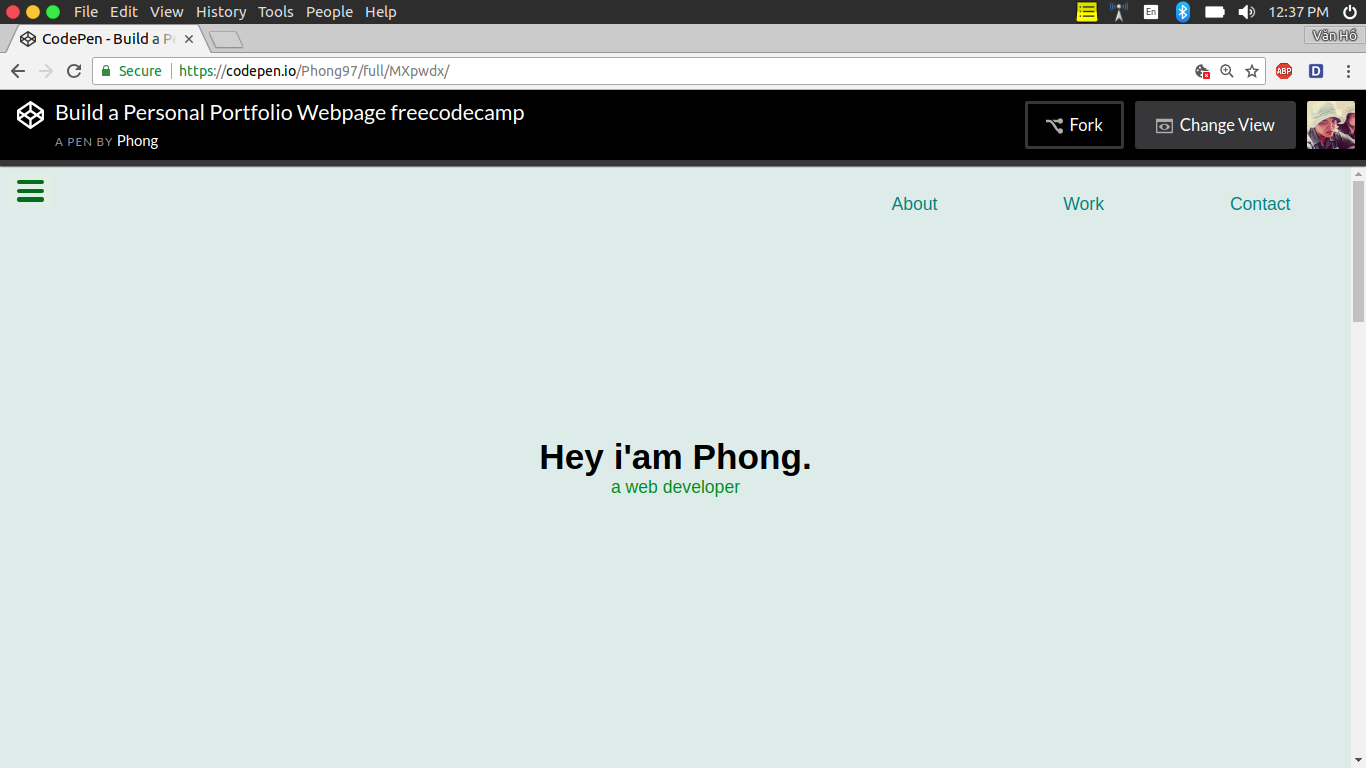 File Edit View History Tools People Help
En
12:37 PM
CodePen - Build a P
Văn Hồ
Secure
https://codepen.io/Phong97/full/MXpwdx/
ABP
D
Build a Personal Portfolio Webpage freecodecamp
A PEN BY Phong
Fork
Change View
About
Work
Contact
Hey i'am Phong.
a web developer